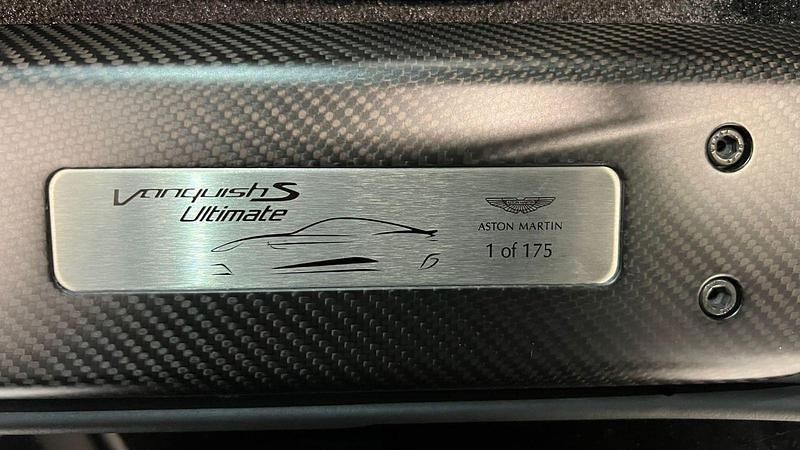 Vanquish S
Ultimate
ASTON MARTIN
1 of 175